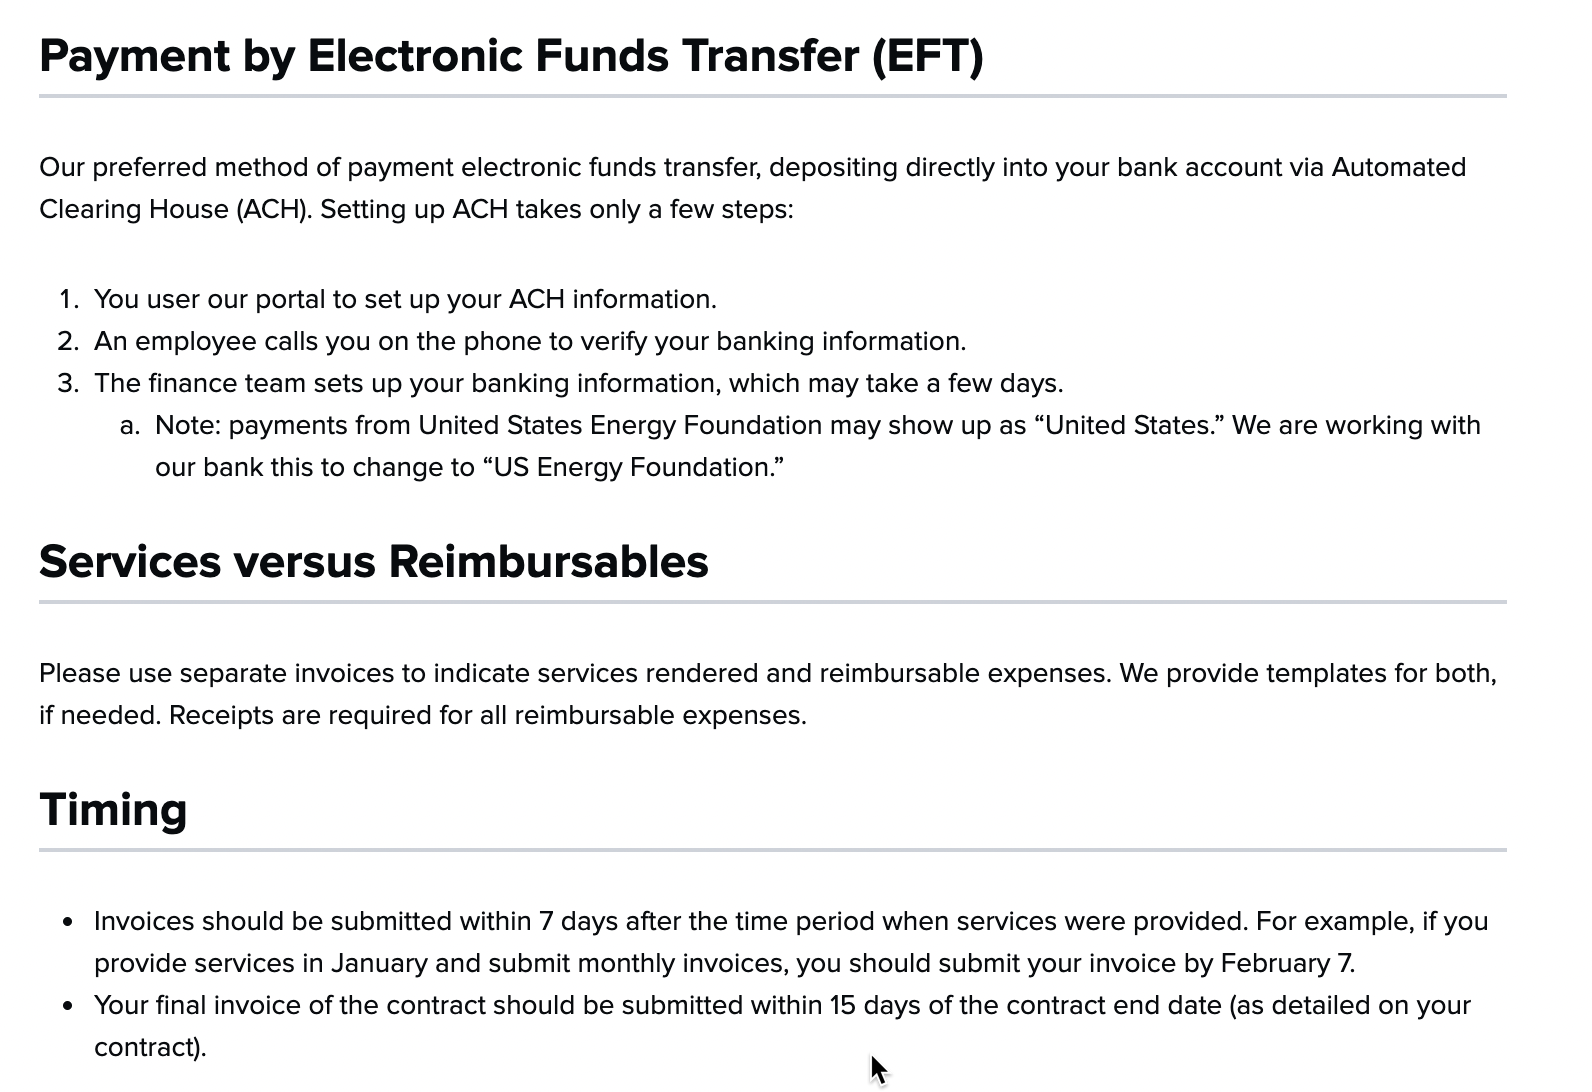 Payment by Electronic Funds Transfer (EFT)
Our preferred method of payment electronic funds transfer, depositing directly into your bank account via Automated
Clearing House (ACH). Setting up ACH takes only a few steps:
1. You user our portal to set up your ACH information.
2. An employee calls you on the phone to verify your banking information.
3. The finance team sets up your banking information, which may take a few days.
a. Note: payments from United States Energy Foundation may show up as “United States.” We are working with
our bank this to change to “US Energy Foundation.”
Services versus Reimbursables
Please use separate invoices to indicate services rendered and reimbursable expenses. We provide templates for both,
if needed. Receipts are required for all reimbursable expenses.
Timing
• Invoices should be submitted within 7 days after the time period when services were provided. For example, if you
provide services in January and submit monthly invoices, you should submit your invoice by February 7.
• Your final invoice of the contract should be submitted within 15 days of the contract end date (as detailed on your
contract).